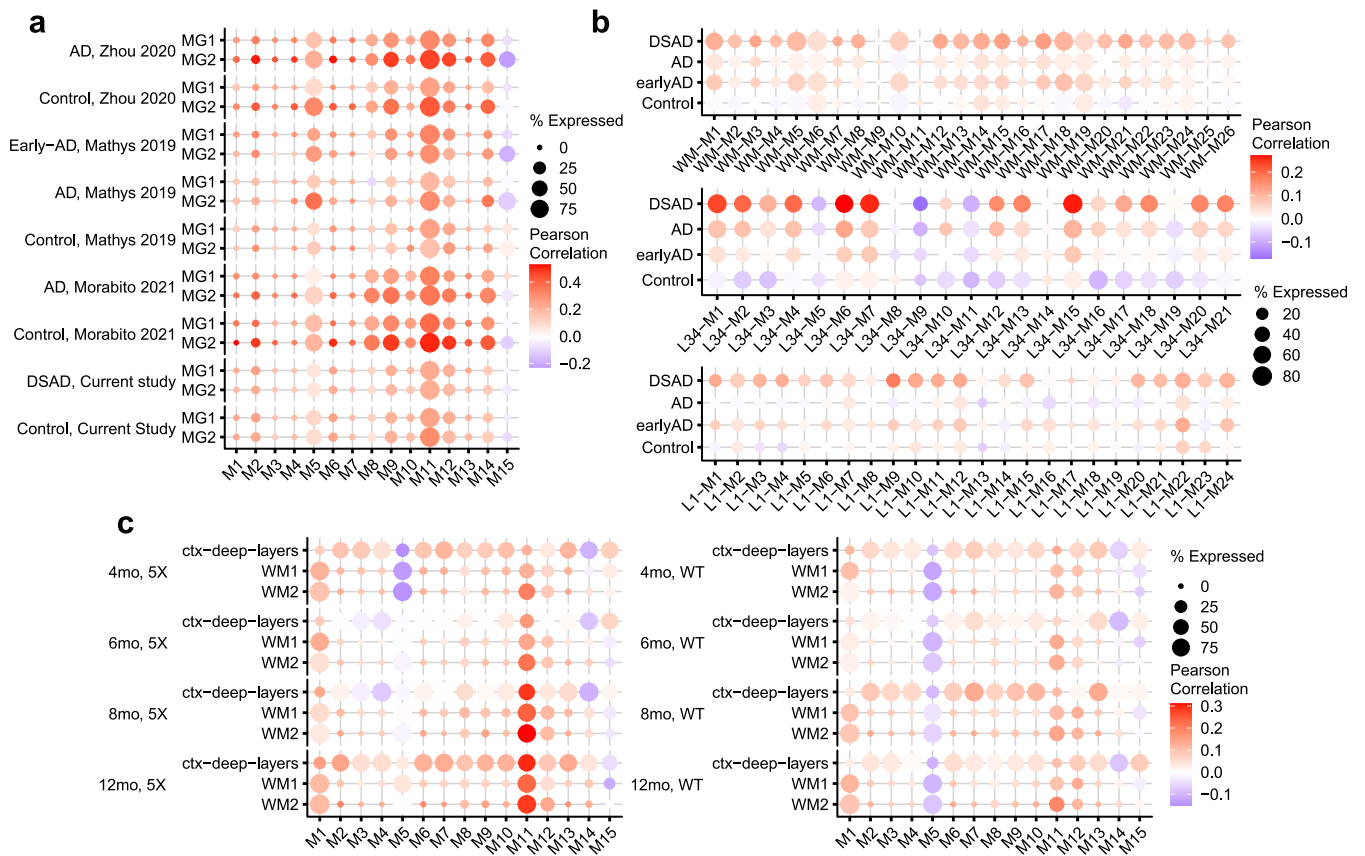 a
AD, Zhou 2020
MG1
MG2
Control, Zhou 2020
MG1
MG2
Early-AD, Mathys 2019
MG1
MG2
AD, Mathys 2019
MG1
MG2
Control, Mathys 2019
MG1
MG2
AD, Morabito 2021
MG1
MG2
Control, Morabito 2021
MG1
MG2
DSAD, Current study
MG1
MG2
Control, Current Study
MG1
MG2
M1 M2 M3 M4 M5 M6 M7 M8 M9 M10 M11 M12 M13 M14 M15
% Expressed
0
25
50
75
Pearson
Correlation
0.4
0.2
0.0
−0.2
b
DSAD
AD
earlyAD
Control
WM−M1 WM−M2 WM−M3 WM−M4 WM−M5 WM−M6 WM−M7 WM−M8 WM−M9 WM−M10 WM−M11 WM−M12 WM−M13 WM−M14 WM−M15 WM−M16 WM−M17 WM−M18 WM−M19 WM−M20 WM−M21 WM−M22 WM−M23 WM−M24 WM−M25 WM−M26
DSAD
AD
earlyAD
Control
L34−M1 L34−M2 L34−M3 L34−M4 L34−M5 L34−M6 L34−M7 L34−M8 L34−M9 L34−M10 L34−M11 L34−M12 L34−M13 L34−M14 L34−M15 L34−M16 L34−M17 L34−M18 L34−M19 L34−M20 L34−M21
DSAD
AD
earlyAD
Control
L1−M1 L1−M2 L1−M3 L1−M4 L1−M5 L1−M6 L1−M7 L1−M8 L1−M9 L1−M10 L1−M11 L1−M12 L1−M13 L1−M14 L1−M15 L1−M16 L1−M17 L1−M18 L1−M19 L1−M20 L1−M21 L1−M22 L1−M23 L1−M24
Pearson
Correlation
0.2
0.1
0.0
−0.1
% Expressed
20
40
60
80
c
4mo, 5X
ctx−deep−layers
WM1
WM2
6mo, 5X
ctx−deep−layers
WM1
WM2
8mo, 5X
ctx−deep−layers
WM1
WM2
12mo, 5X
ctx−deep−layers
WM1
WM2
M1 M2 M3 M4 M5 M6 M7 M8 M9 M10 M11 M12 M13 M14 M15
4mo, WT
ctx−deep−layers
WM1
WM2
6mo, WT
ctx−deep−layers
WM1
WM2
8mo, WT
ctx−deep−layers
WM1
WM2
12mo, WT
ctx−deep−layers
WM1
WM2
M1 M2 M3 M4 M5 M6 M7 M8 M9 M10 M11 M12 M13 M14 M15
% Expressed
0
25
50
75
Pearson
Correlation
0.3
0.2
0.1
0.0
−0.1